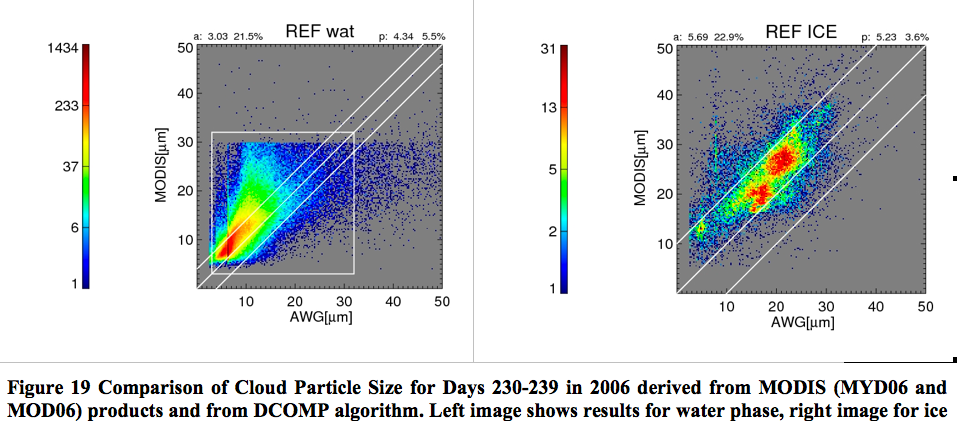 REF wat
a: 3.03 21.5% p: 4.34 5.5%
1434
233
37
6
1
50
40
30
20
10
MODIS[μm]
10 20 30 40 50
AWG[μm]
REF ICE
a: 5.69 22.9% p: 5.23 3.6%
31
13
5
2
1
50
40
30
20
10
MODIS[μm]
10 20 30 40 50
AWG[μm]
Figure 19 Comparison of Cloud Particle Size for Days 230-239 in 2006 derived from MODIS (MYD06 and
MOD06) products and from DCOMP algorithm. Left image shows results for water phase, right image for ice